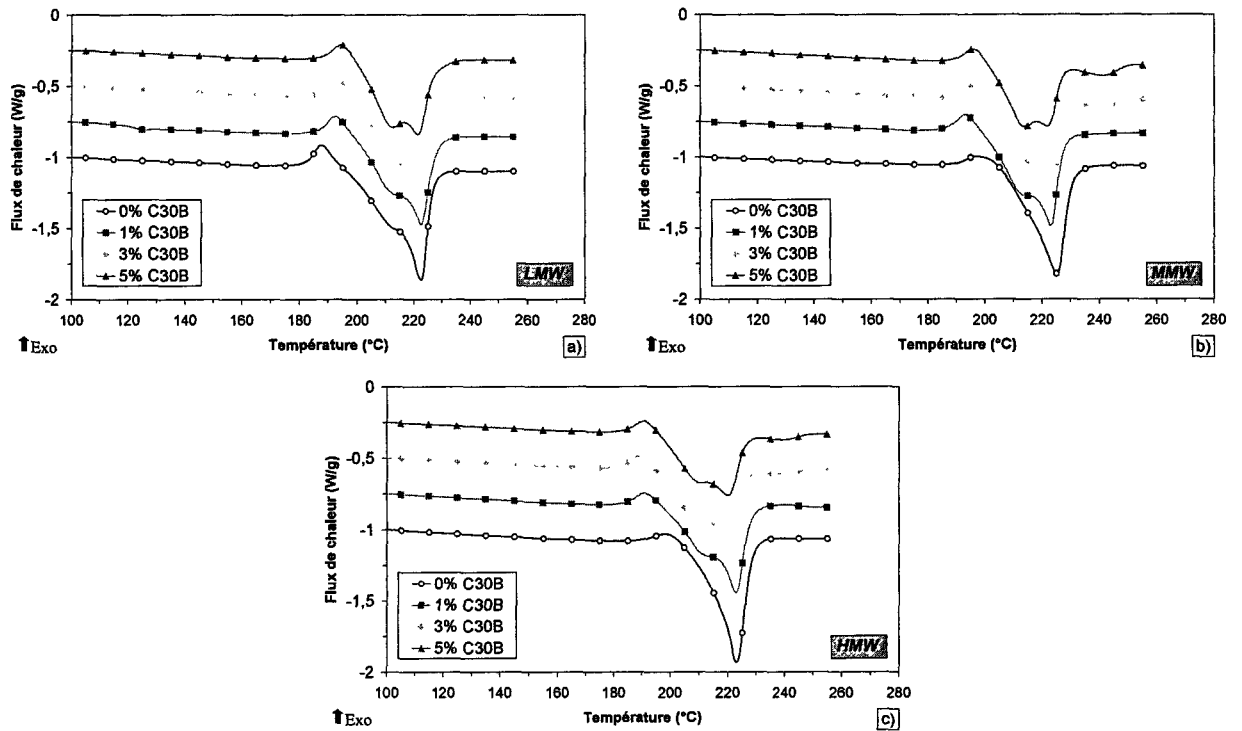 0
-0,5
-1
-1,5
-2
Flux de chaleur (W/g)
0% C30B
1% C30B
3% C30B
5% C30B
LMW
100 120 140 160 180 200 220 240 260 280
Température (°C)
Exo
a)
0
-0,5
-1
-1,5
-2
Flux de chaleur (W/g)
0% C30B
1% C30B
3% C30B
5% C30B
MMW
100 120 140 160 180 200 220 240 260 280
Température (°C)
Exo
b)
0
-0,5
-1
-1,5
-2
Flux de chaleur (W/g)
0% C30B
1% C30B
3% C30B
5% C30B
HMW
100 120 140 160 180 200 220 240 260 280
Température (°C)
Exo
c)